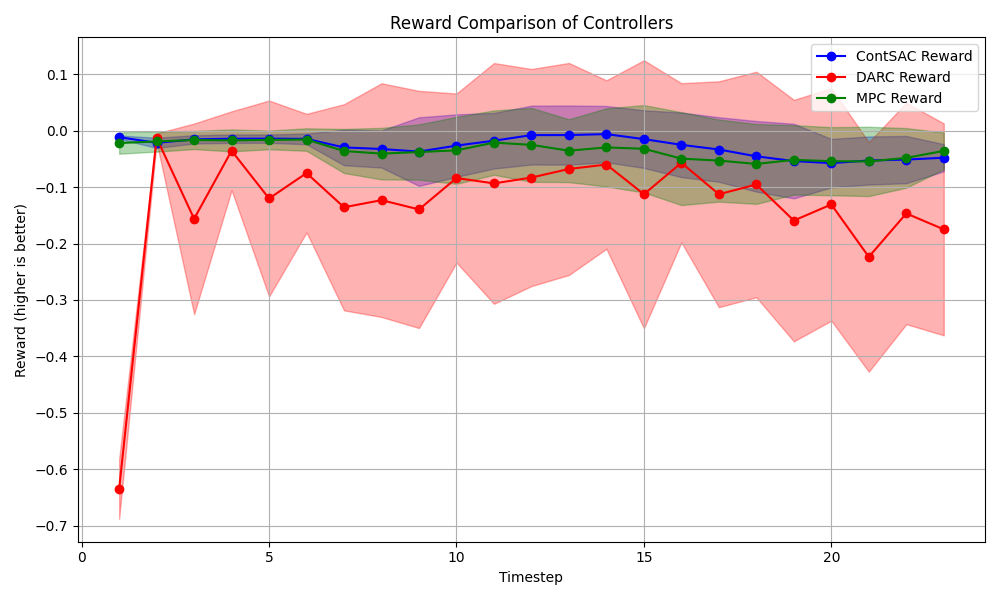 Reward Comparison of Controllers
ContSAC Reward
DARC Reward
MPC Reward
Reward (higher is better)
0.1
0.0
−0.1
−0.2
−0.3
−0.4
−0.5
−0.6
−0.7
0
5
10
15
20
Timestep